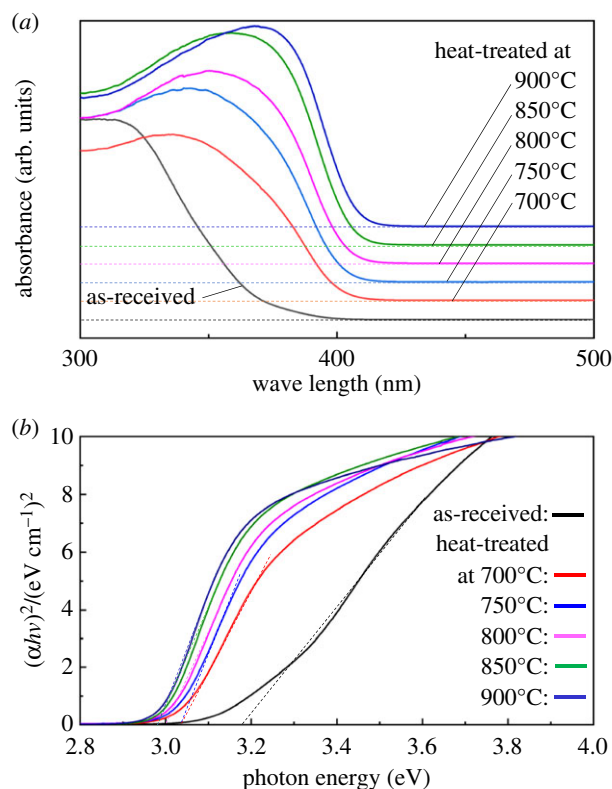 (a)
absorbance (arb. units)
heat-treated at
900°C
850°C
800°C
750°C
700°C
as-received
300 400 500
wave length (nm)
(b)
(αhν)²/(eV cm⁻¹)²
10
8
6
4
2
0
as-received:
heat-treated
at 700°C:
750°C:
800°C:
850°C:
900°C:
2.8 3.0 3.2 3.4 3.6 3.8 4.0
photon energy (eV)